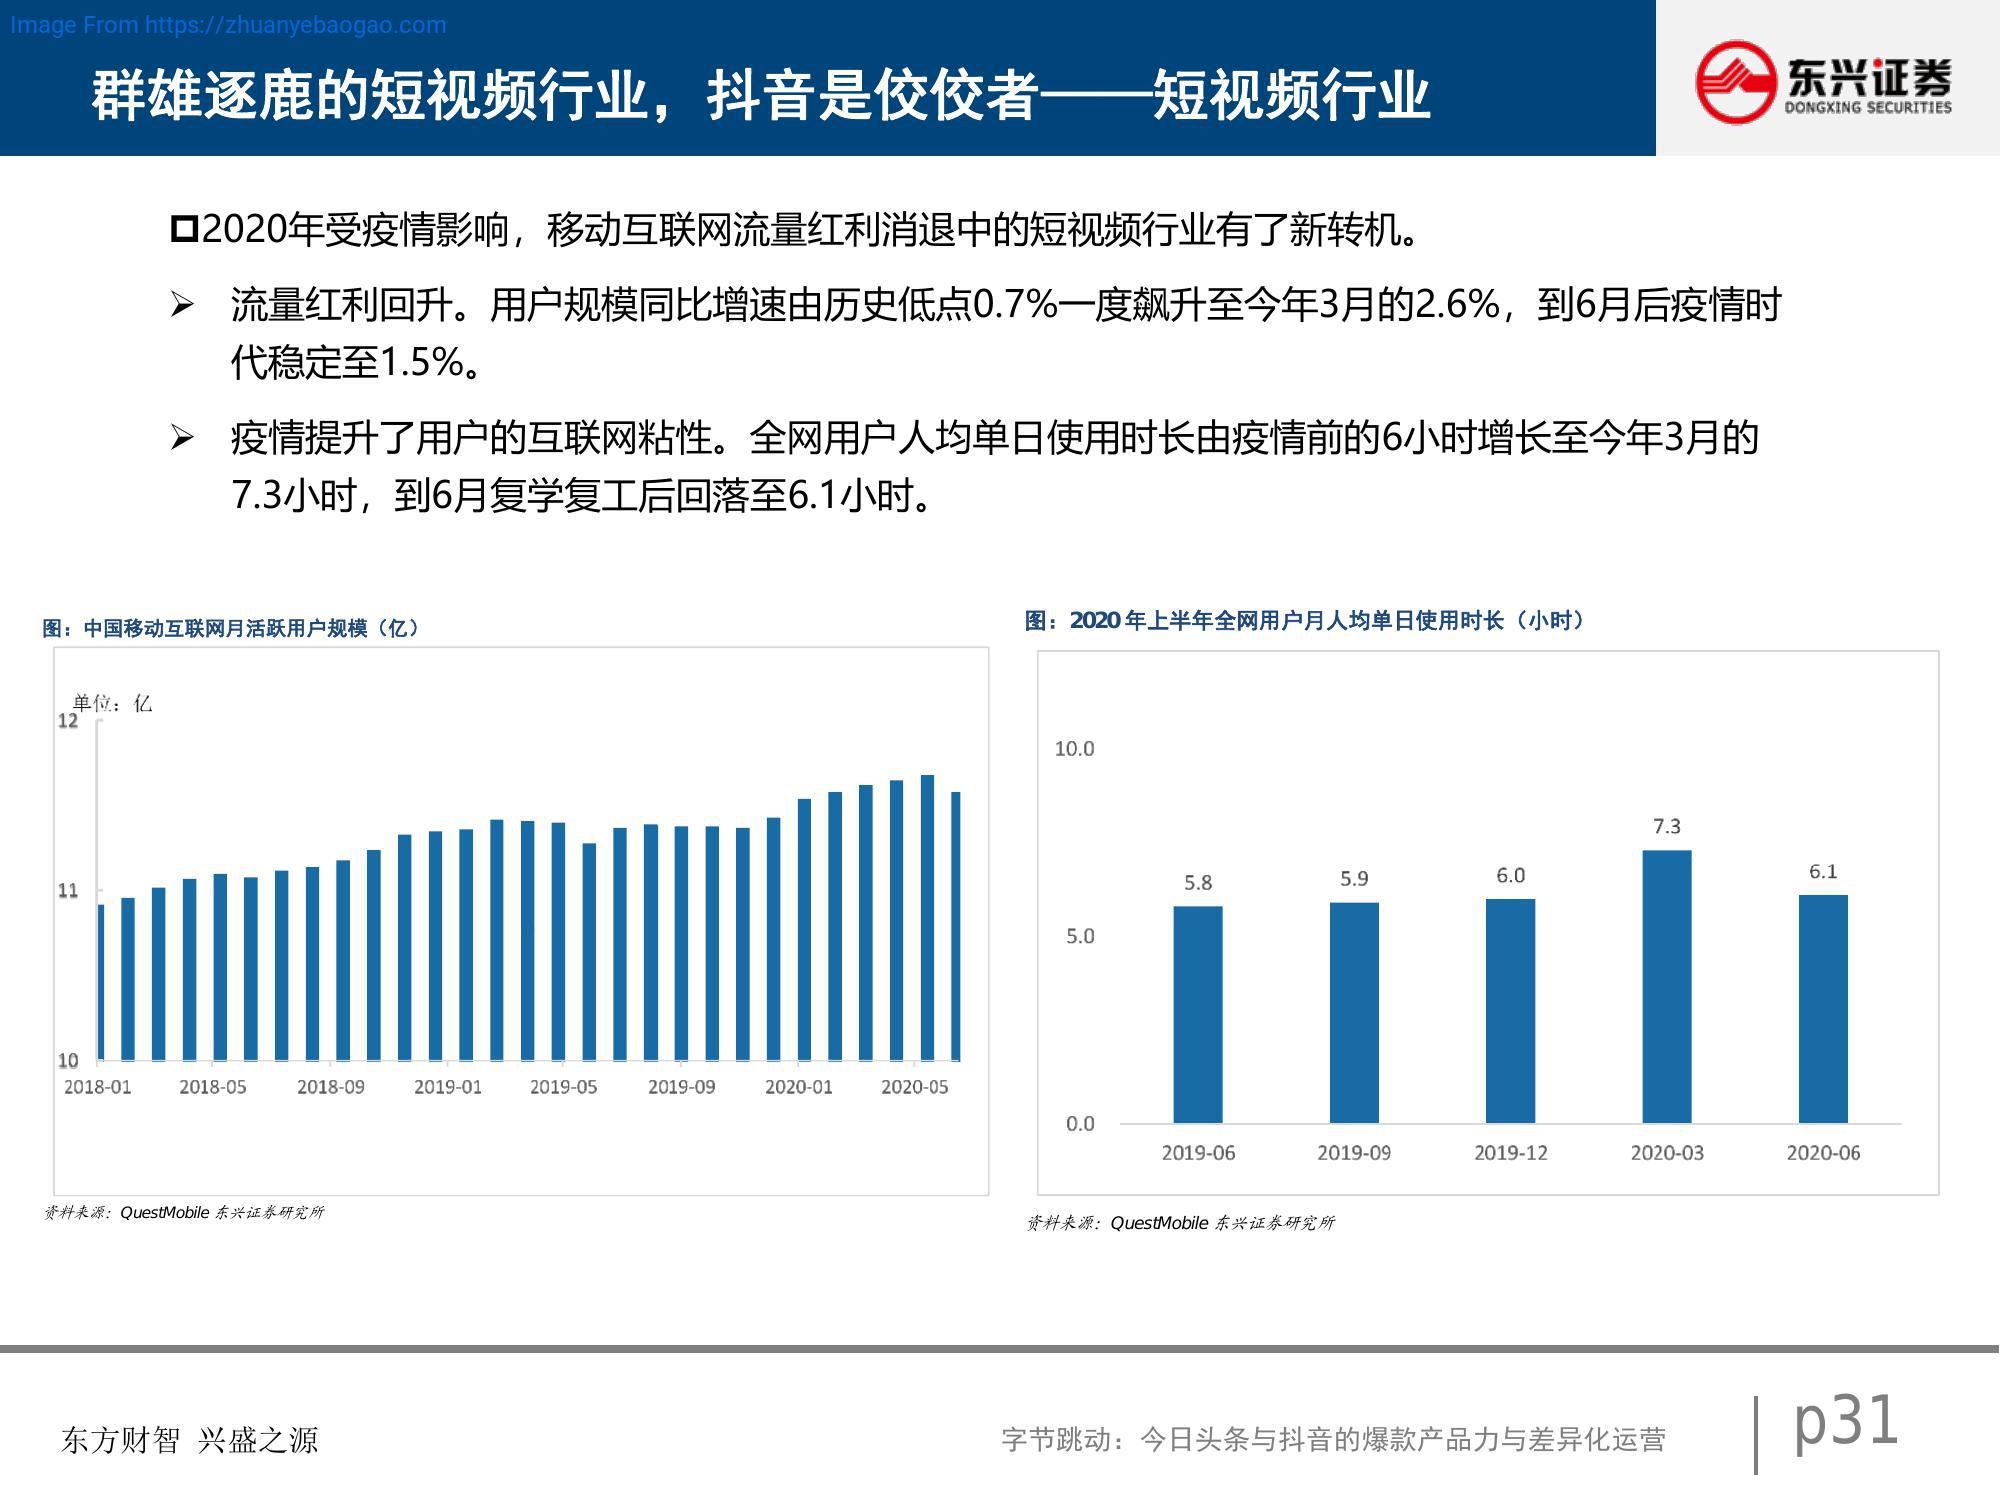 Image From https://zhuanyebaogao.com
群雄逐鹿的短视频行业，抖音是佼佼者——短视频行业
东兴证券
DONGXING SECURITIES
2020年受疫情影响，移动互联网流量红利消退中的短视频行业有了新转机。
流量红利回升。用户规模同比增速由历史低点0.7%一度飙升至今年3月的2.6%，到6月后疫情时
代稳定至1.5%。
疫情提升了用户的互联网粘性。全网用户人均单日使用时长由疫情前的6小时增长至今年3月的
7.3小时，到6月复学复工后回落至6.1小时。
图：中国移动互联网月活跃用户规模（亿）
单位：亿
12
11
10
2018-01 2018-05 2018-09 2019-01 2019-05 2019-09 2020-01 2020-05
资料来源：QuestMobile 东兴证券研究所
图：2020 年上半年全网用户月人均单日使用时长（小时）
10.0
5.0
0.0
5.8 5.9 6.0 7.3 6.1
2019-06 2019-09 2019-12 2020-03 2020-06
资料来源：QuestMobile 东兴证券研究所
东方财智 兴盛之源
字节跳动：今日头条与抖音的爆款产品力与差异化运营
p31